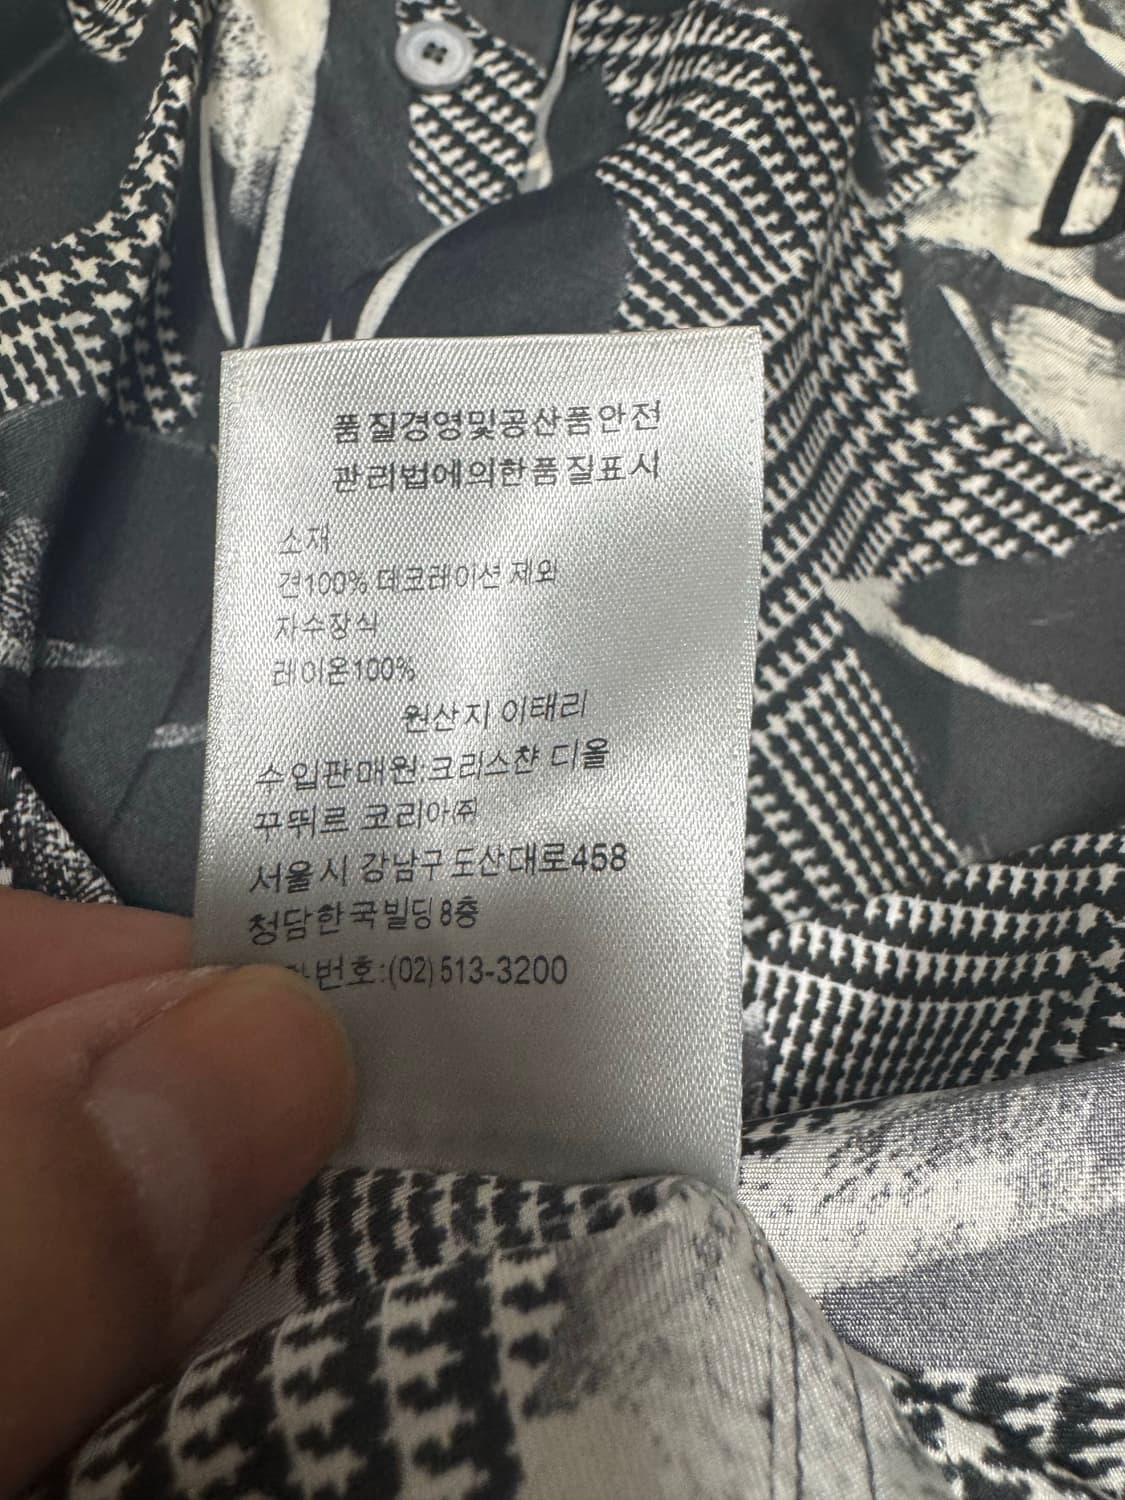 품질경영및공산품안전
관리법에의한품질표시
소재
견100% 데코레이션 제외
자수장식
레이온100%
원산지 이태리
수입판매원:크리스챤 디올
꾸뛰르 코리아(주)
서울시 강남구 도산대로458
청담한국빌딩 8층
번호:(02) 513-3200